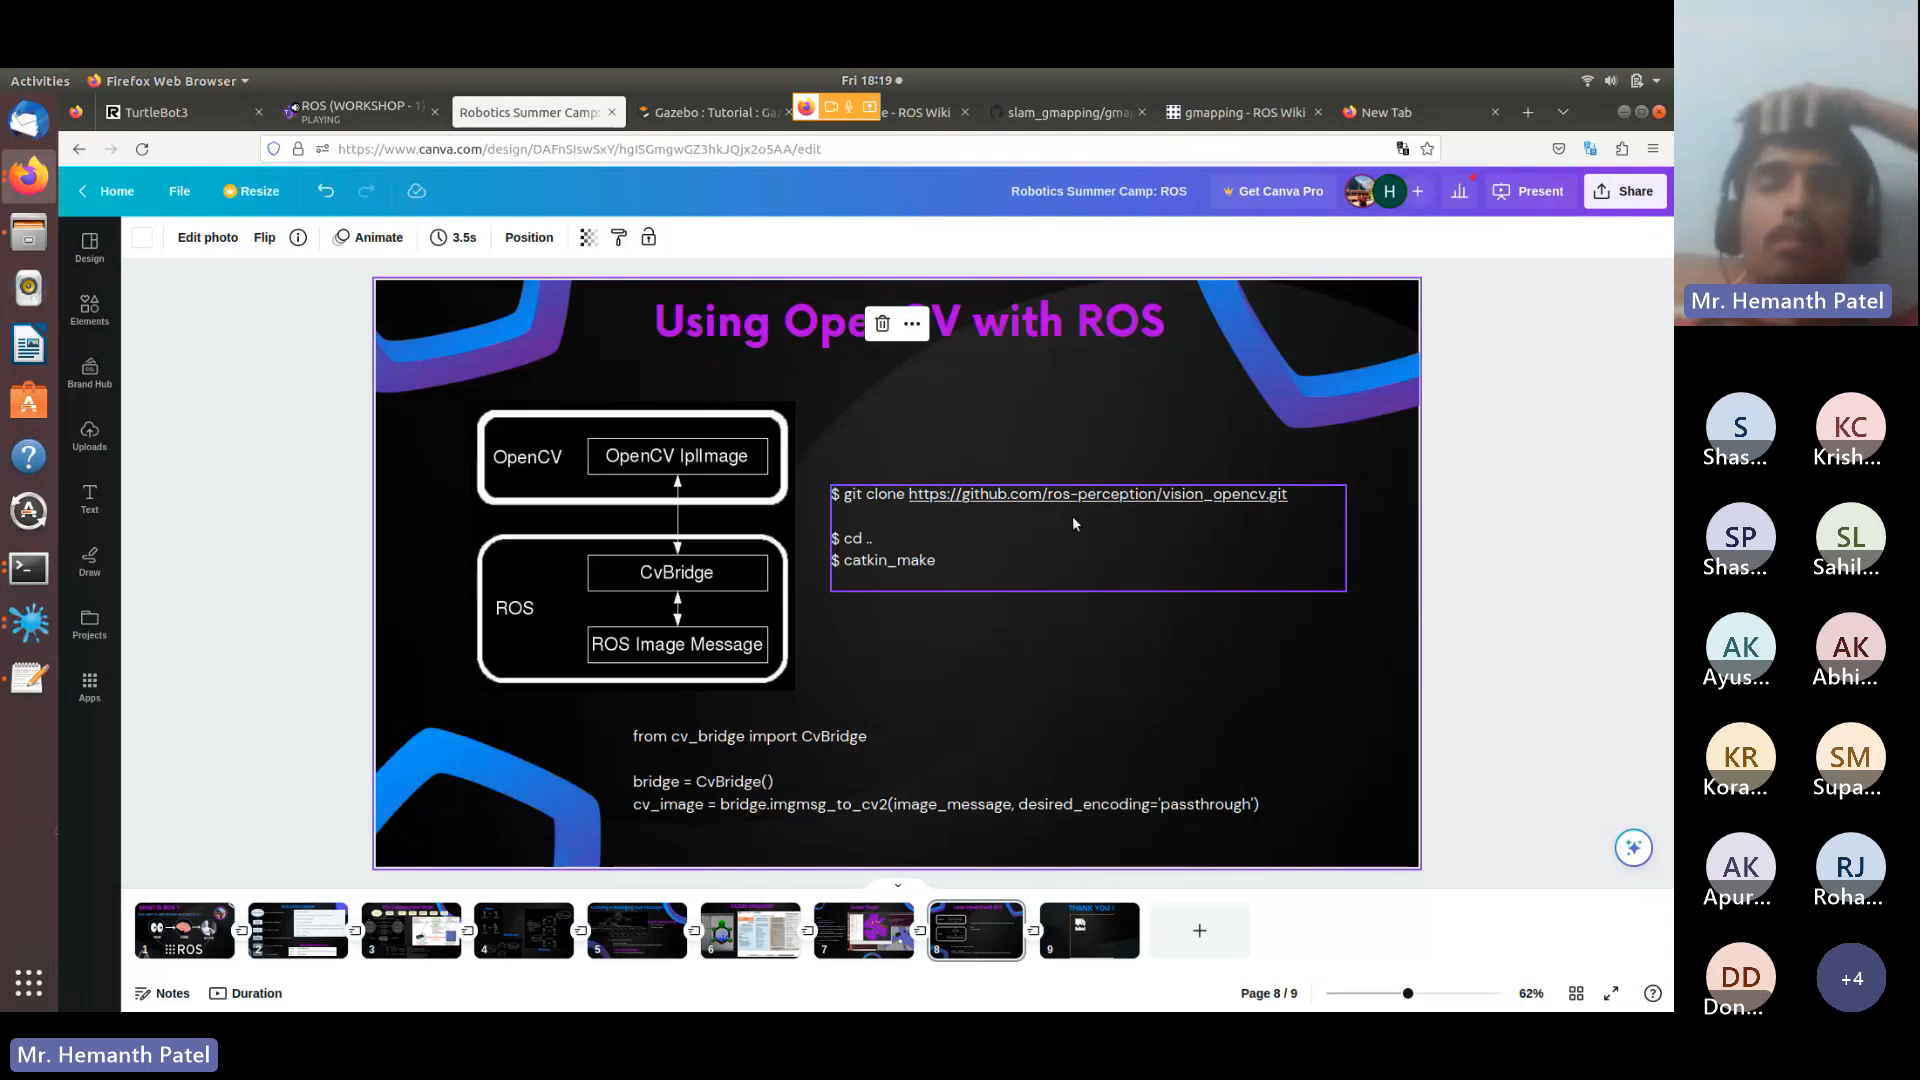 Activities
Firefox Web Browser
Fri 18:19
TurtleBot3
ROS (WORKSHOP - 1)
PLAYING
Robotics Summer Camp:
Gazebo : Tutorial : Gaz
e - ROS Wiki
slam_gmapping/gma
gmapping - ROS Wiki
New Tab
https://www.canva.com/design/DAFnSIswSxY/hgISGmgwGZ3hkJQjx2o5AA/edit
Home
File
Resize
Robotics Summer Camp: ROS
Get Canva Pro
H
Present
Share
Edit photo
Flip
Animate
3.5s
Position
Design
Elements
Brand Hub
Uploads
Text
Draw
Projects
Apps
Using Ope V with ROS
OpenCV
OpenCV IplImage
CvBridge
ROS
ROS Image Message
$ git clone https://github.com/ros-perception/vision_opencv.git
$ cd ..
$ catkin_make
from cv_bridge import CvBridge
bridge = CvBridge()
cv_image = bridge.imgmsg_to_cv2(image_message, desired_encoding='passthrough')
WHAT IS ROS ?
1
ROS
2
3
4
5
6
7
8
THANK YOU !
9
Notes
Duration
Page 8 / 9
62%
Mr. Hemanth Patel
S
Shas...
KC
Krish...
SP
Shas...
SL
Sahil...
AK
Ayus...
AK
Abhi...
KR
Kora...
SM
Supa...
AK
Apur...
RJ
Roha...
DD
Don...
+4
Mr. Hemanth Patel